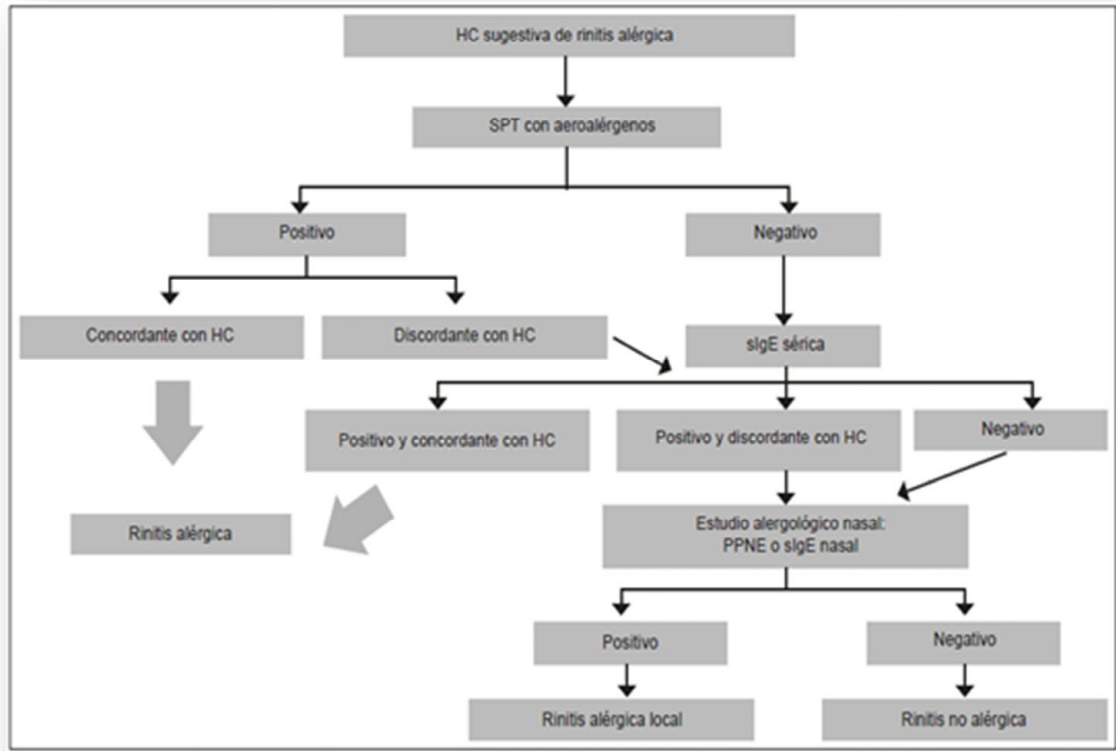 HC sugestiva de rinitis alérgica
SPT con aeroalérgenos
Positivo
Negativo
Concordante con HC
Discordante con HC
sIgE sérica
Positivo y concordante con HC
Positivo y discordante con HC
Negativo
Rinitis alérgica
Estudio alergológico nasal:
PPNE o sIgE nasal
Positivo
Negativo
Rinitis alérgica local
Rinitis no alérgica